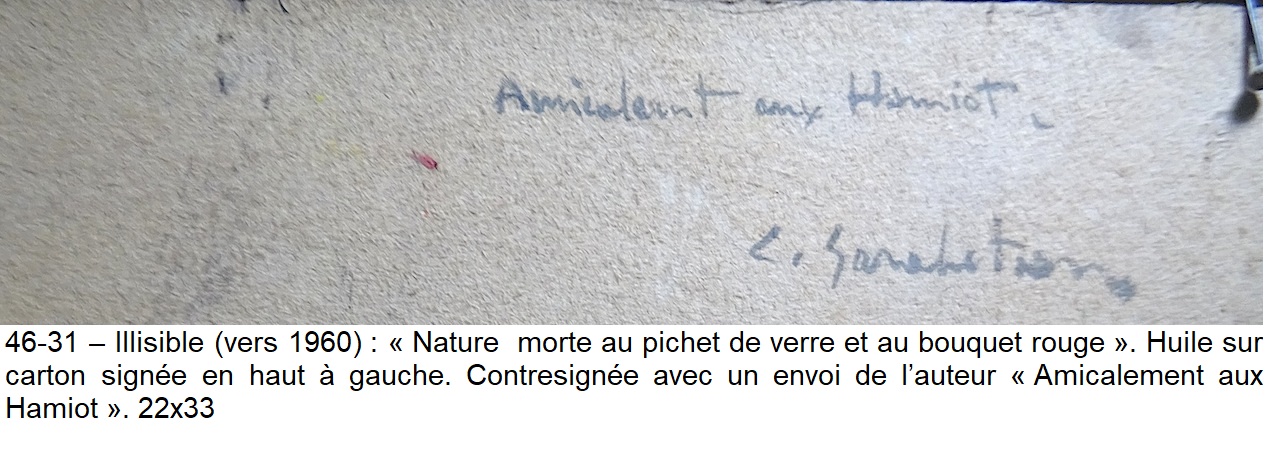 Amicalement aux Hamiot.
C.
46-31 – Illisible (vers 1960) : « Nature morte au pichet de verre et au bouquet rouge ». Huile sur
carton signée en haut à gauche. Contresignée avec un envoi de l’auteur « Amicalement aux
Hamiot ». 22x33